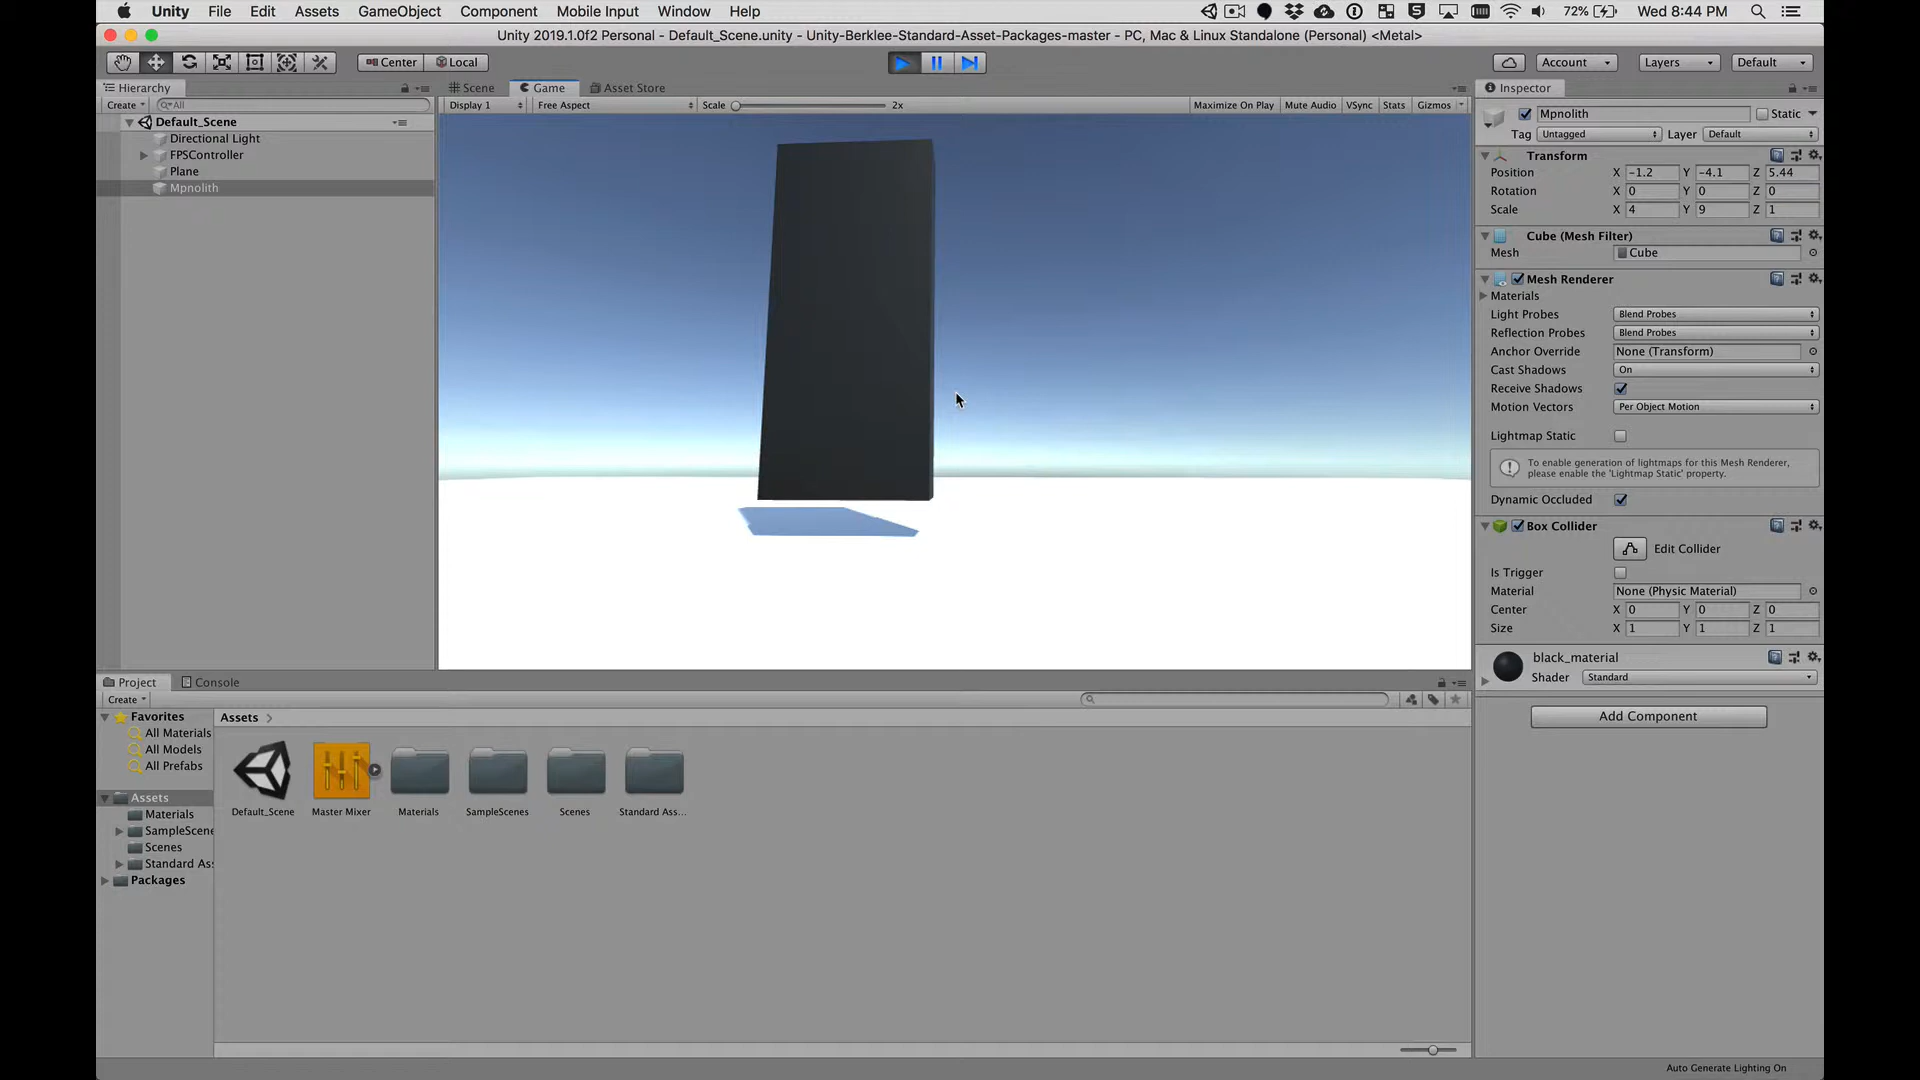 Unity File Edit Assets GameObject Component Mobile Input Window Help 72% Wed 8:44 PM
Unity 2019.1.0f2 Personal - Default_Scene.unity - Unity-Berklee-Standard-Asset-Packages-master - PC, Mac & Linux Standalone (Personal) <Metal>
Center Local Account Layers Default
Hierarchy Scene Game Asset Store Inspector
Create All Display 1 Free Aspect Scale 2x Maximize On Play Mute Audio VSync Stats Gizmos
Mpnolith Static
Default_Scene
Tag Untagged Layer Default
Directional Light
FPSController
Plane
Mpnolith
Transform
Position X -1.2 Y -4.1 Z 5.44
Rotation X 0 Y 0 Z 0
Scale X 4 Y 9 Z 1
Cube (Mesh Filter)
Mesh Cube
Mesh Renderer
Materials
Light Probes Blend Probes
Reflection Probes Blend Probes
Anchor Override None (Transform)
Cast Shadows On
Receive Shadows
Motion Vectors Per Object Motion
Lightmap Static
To enable generation of lightmaps for this Mesh Renderer,
please enable the 'Lightmap Static' property.
Dynamic Occluded
Box Collider
Edit Collider
Is Trigger
Material None (Physic Material)
Center X 0 Y 0 Z 0
Size X 1 Y 1 Z 1
black_material
Shader Standard
Add Component
Project Console
Create
Favorites
All Materials
All Models
All Prefabs
Assets
Materials
SampleScene
Scenes
Standard As
Packages
Assets
Default_Scene Master Mixer Materials SampleScenes Scenes Standard Ass...
Auto Generate Lighting On